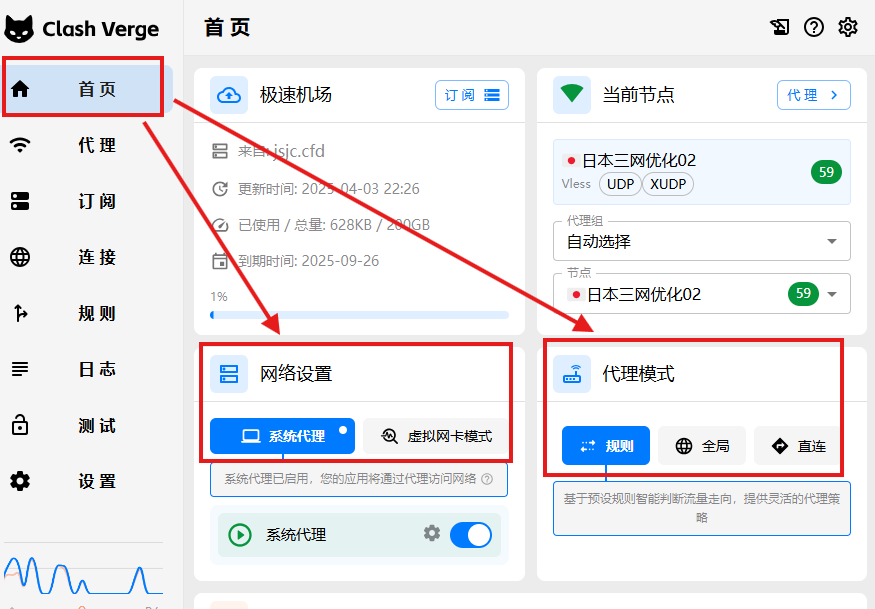 Clash Verge
首页
首页
代理
订阅
连接
规则
日志
测试
设置
极速机场
订阅
来自: jsjc.cfd
更新时间: 2025-04-03 22:26
已使用 / 总量: 628KB / 200GB
到期时间: 2025-09-26
1%
当前节点
代理
日本三网优化02
Vless UDP XUDP
59
代理组
自动选择
节点
日本三网优化02
59
网络设置
系统代理
虚拟网卡模式
系统代理已启用，您的应用将通过代理访问网络
系统代理
代理模式
规则
全局
直连
基于预设规则智能判断流量走向，提供灵活的代理策
略